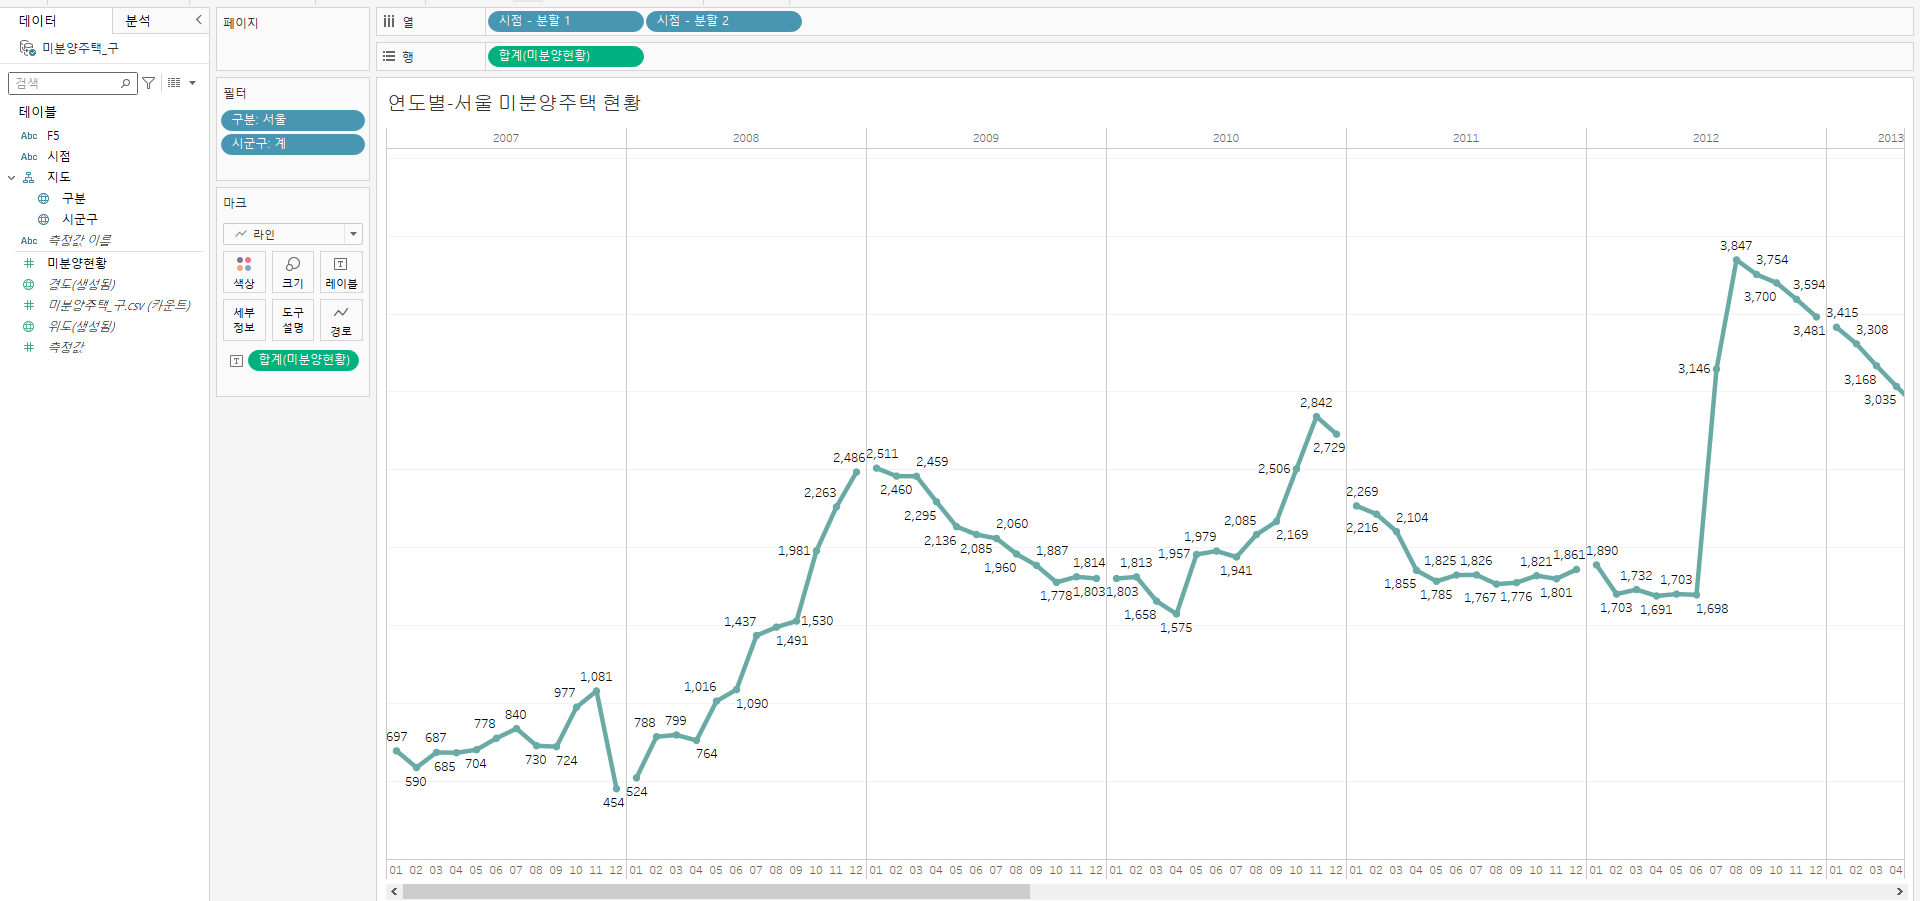 데이터
분석
미분양주택_구
검색
테이블
Abc F5
Abc 시점
지도
구분
시군구
Abc 측정값 이름
미분양현황
경도(생성됨)
미분양주택_구.csv (카운트)
위도(생성됨)
측정값
페이지
필터
구분: 서울
시군구: 계
마크
라인
색상
크기
레이블
세부 정보
도구 설명
경로
합계(미분양현황)
열
시점 - 분할 1
시점 - 분할 2
행
합계(미분양현황)
연도별-서울 미분양주택 현황
2007 2008 2009 2010 2011 2012 2013
697 590 687 685 704 778 840 730 724 977 1,081 454
524 788 799 764 1,016 1,090 1,437 1,491 1,530 1,981 2,263 2,486
2,511 2,460 2,459 2,295 2,136 2,085 2,060 1,960 1,887 1,778 1,814 1,803
1,803 1,813 1,658 1,575 1,957 1,979 1,941 2,085 2,169 2,506 2,842 2,729
2,269 2,216 2,104 1,855 1,785 1,825 1,826 1,767 1,776 1,821 1,801 1,861
1,890 1,703 1,732 1,691 1,703 1,698 3,146 3,847 3,754 3,700 3,594 3,481
3,415 3,308 3,168 3,035
01 02 03 04 05 06 07 08 09 10 11 12 01 02 03 04 05 06 07 08 09 10 11 12 01 02 03 04 05 06 07 08 09 10 11 12 01 02 03 04 05 06 07 08 09 10 11 12 01 02 03 04 05 06 07 08 09 10 11 12 01 02 03 04 05 06 07 08 09 10 11 12 01 02 03 04